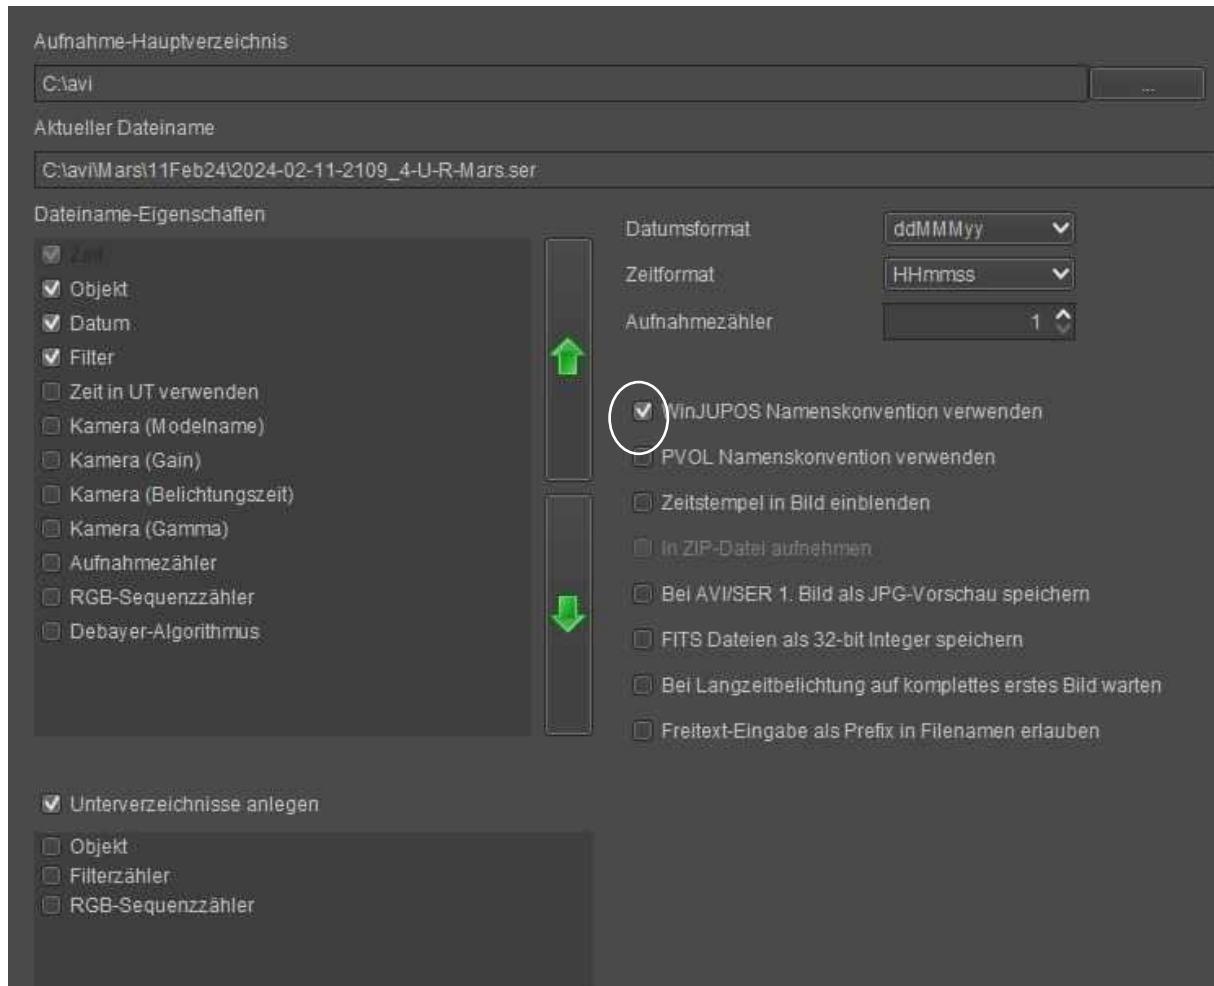 Aufnahme-Hauptverzeichnis
C:\avi
...
Aktueller Dateiname
C:\avi\Mars\11Feb24\2024-02-11-2109_4-U-R-Mars.ser
Dateiname-Eigenschaften
Zeit
Objekt
Datum
Filter
Zeit in UT verwenden
Kamera (Modelname)
Kamera (Gain)
Kamera (Belichtungszeit)
Kamera (Gamma)
Aufnahmezähler
RGB-Sequenzzähler
Debayer-Algorithmus
Datumsformat ddMMMyy
Zeitformat HHmmss
Aufnahmezähler 1
WinJUPOS Namenskonvention verwenden
PVOL Namenskonvention verwenden
Zeitstempel in Bild einblenden
In ZIP-Datei aufnehmen
Bei AVI/SER 1. Bild als JPG-Vorschau speichern
FITS Dateien als 32-bit Integer speichern
Bei Langzeitbelichtung auf komplettes erstes Bild warten
Freitext-Eingabe als Prefix in Filenamen erlauben
Unterverzeichnisse anlegen
Objekt
Filterzähler
RGB-Sequenzzähler